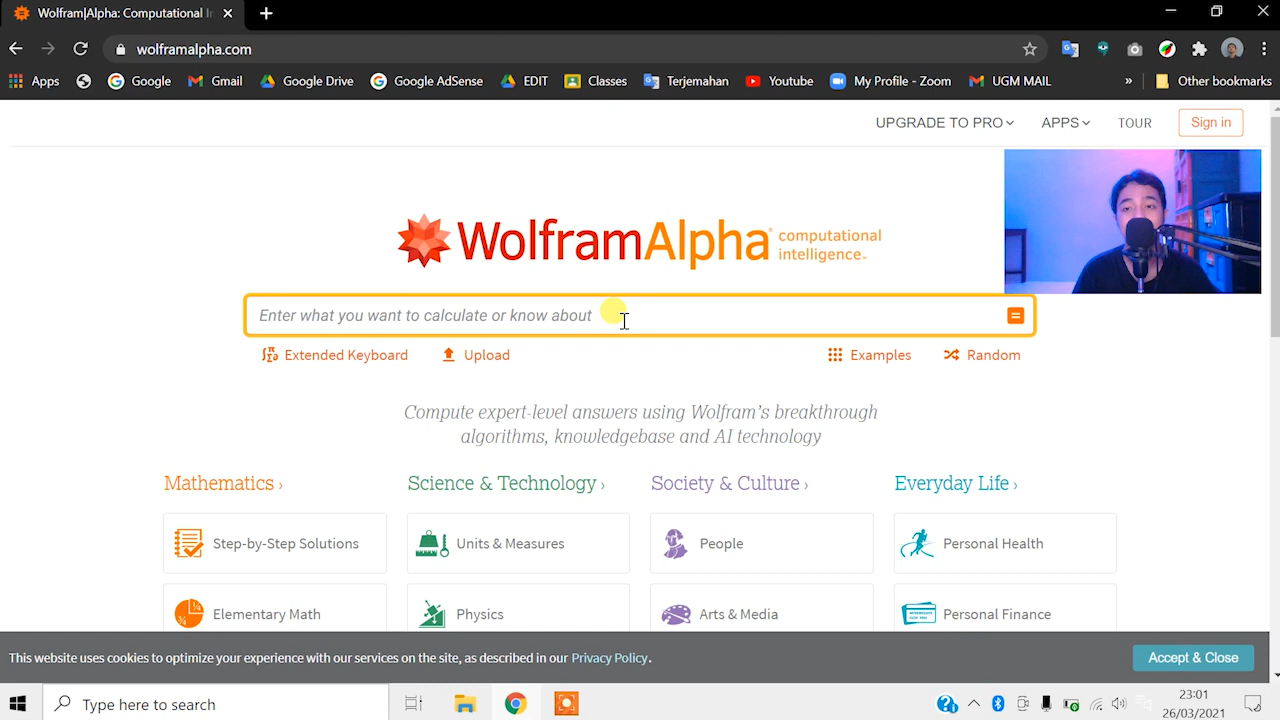 Wolfram|Alpha: Computational In
wolframalpha.com
Apps
Google
Gmail
Google Drive
Google AdSense
EDIT
Classes
Terjemahan
Youtube
My Profile - Zoom
UGM MAIL
»
Other bookmarks
UPGRADE TO PRO
APPS
TOUR
Sign in
WolframAlpha computational
intelligence™
Enter what you want to calculate or know about
Extended Keyboard
Upload
Examples
Random
Compute expert-level answers using Wolfram's breakthrough
algorithms, knowledgebase and AI technology
Mathematics ›
Science & Technology ›
Society & Culture ›
Everyday Life ›
Step-by-Step Solutions
Units & Measures
People
Personal Health
Elementary Math
Physics
Arts & Media
Personal Finance
This website uses cookies to optimize your experience with our services on the site, as described in our Privacy Policy.
Accept & Close
Type here to search
23:01
26/03/2021